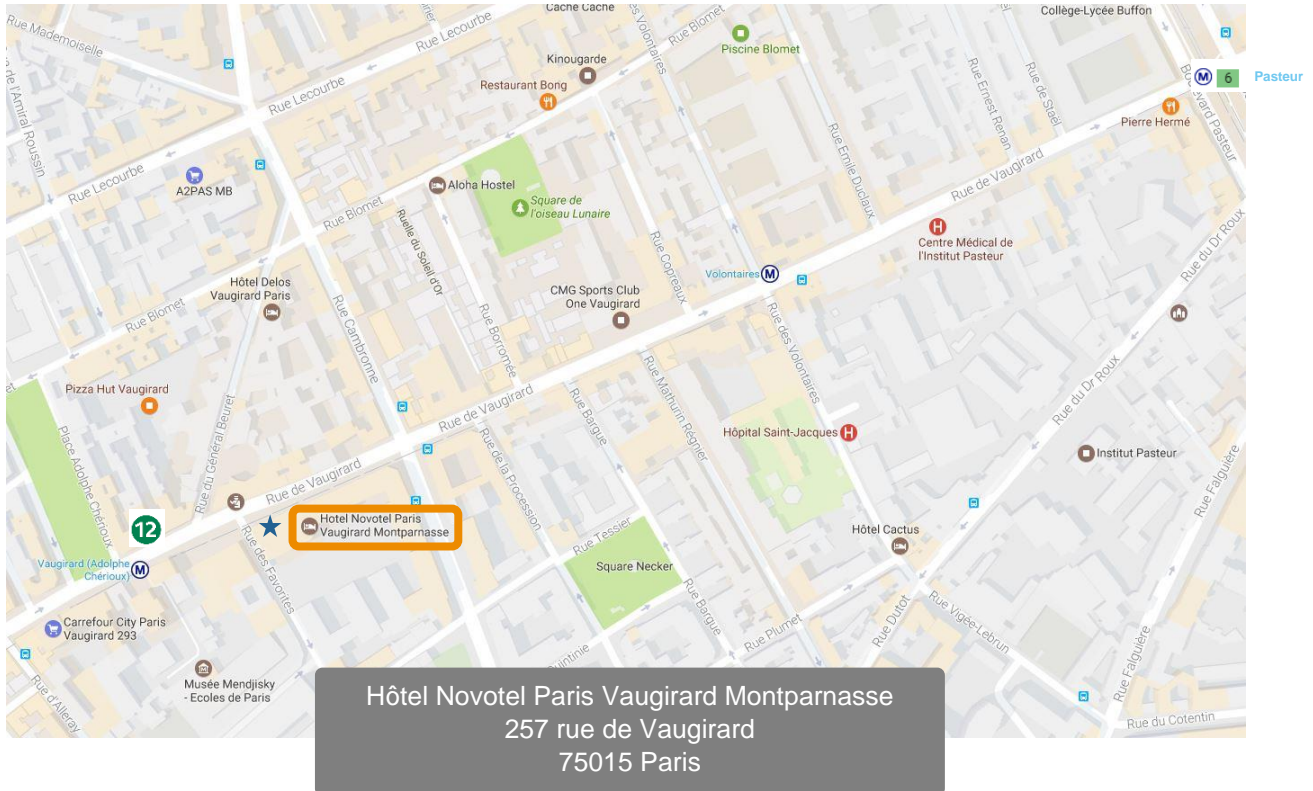 Cache Cache
Collège-Lycée Buffon
Rue Mademoiselle
Rue Lecourbe
Rue des Volontaires
Rue Blomet
Piscine Blomet
Kinougarde
Restaurant Bong
M 6 Pasteur
Boulevard Pasteur
Pierre Hermé
Rue de l'Amiral Roussin
Rue Lecourbe
Rue Ernest Renan
Rue de Staël
Rue Emile Duclaux
Rue de Vaugirard
Rue Lecourbe
A2PAS MB
Aloha Hostel
Square de
l'oiseau Lunaire
Rue Blomet
Ruelle du Soleil d'Or
Centre Médical de
l'Institut Pasteur
Rue du Dr Roux
Rue Copreaux
Volontaires M
Hôtel Delos
Vaugirard Paris
CMG Sports Club
One Vaugirard
Rue Blomet
Rue Cambronne
Rue Borromée
Rue des Volontaires
Rue Mathurin Régnier
Rue du Dr Roux
Pizza Hut Vaugirard
Rue de Vaugirard
Rue Bargue
Place Adolphe Chérioux
Rue du Général Beuret
Rue de la Procession
Hôpital Saint-Jacques H
Institut Pasteur
Rue Falguière
Rue de Vaugirard
12
Hotel Novotel Paris
Vaugirard Montparnasse
Rue des Favorites
Rue Tessier
Hôtel Cactus
Vaugirard (Adolphe
Chérioux) M
Square Necker
Rue Bargue
Rue Plumet
Rue Dutot
Rue Vigée-Lebrun
Rue Falguière
Carrefour City Paris
Vaugirard 293
Musée Mendjisky
- Ecoles de Paris
Rue d'Alleray
Rue du Cotentin
Hôtel Novotel Paris Vaugirard Montparnasse
257 rue de Vaugirard
75015 Paris